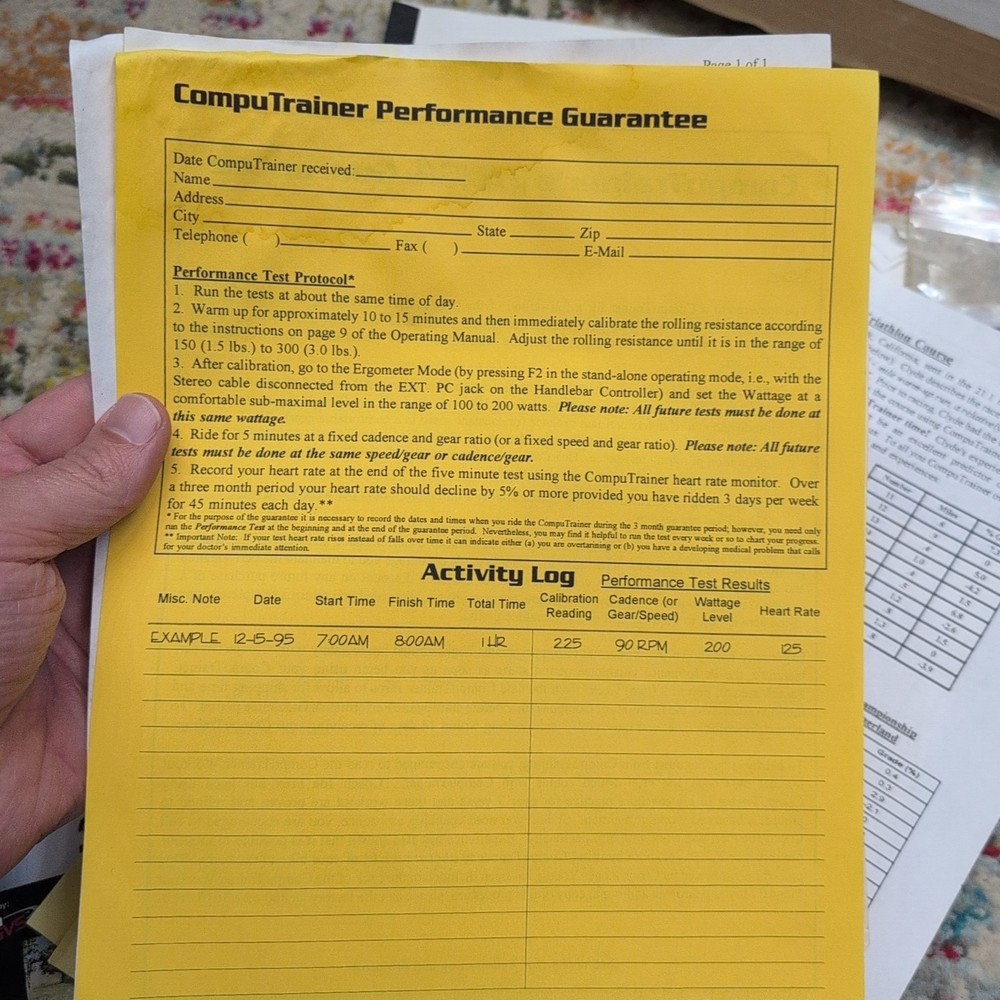 Page 1 of 1
CompuTrainer Performance Guarantee
Date CompuTrainer received:
Name
Address
City State Zip
Telephone ( ) Fax ( ) E-Mail
Performance Test Protocol*
1. Run the tests at about the same time of day.
2. Warm up for approximately 10 to 15 minutes and then immediately calibrate the rolling resistance according
to the instructions on page 9 of the Operating Manual. Adjust the rolling resistance until it is in the range of
150 (1.5 lbs.) to 300 (3.0 lbs.).
3. After calibration, go to the Ergometer Mode (by pressing F2 in the stand-alone operating mode, i.e., with the
Stereo cable disconnected from the EXT. PC jack on the Handlebar Controller) and set the Wattage at a
comfortable sub-maximal level in the range of 100 to 200 watts. Please note: All future tests must be done at
this same wattage.
4. Ride for 5 minutes at a fixed cadence and gear ratio (or a fixed speed and gear ratio). Please note: All future
tests must be done at the same speed/gear or cadence/gear.
5. Record your heart rate at the end of the five minute test using the CompuTrainer heart rate monitor. Over
a three month period your heart rate should decline by 5% or more provided you have ridden 3 days per week
for 45 minutes each day.**
* For the purpose of the guarantee it is necessary to record the dates and times when you ride the CompuTrainer during the 3 month guarantee period; however, you need only
run the Performance Test at the beginning and at the end of the guarantee period. Nevertheless, you may find it helpful to run the test every week or so to chart your progress.
** Important Note: If your test heart rate rises instead of falls over time it can indicate either (a) you are overtraining or (b) you have a developing medical problem that calls
for your doctor's immediate attention.
Activity Log Performance Test Results
Misc. Note Date Start Time Finish Time Total Time Calibration Reading Cadence (or Gear/Speed) Wattage Level Heart Rate
EXAMPLE 12-15-95 7:00AM 8:00AM 1 HR 225 90 RPM 200 125
Triathlon Course
Grade (%)
0.4
0.3
2.9